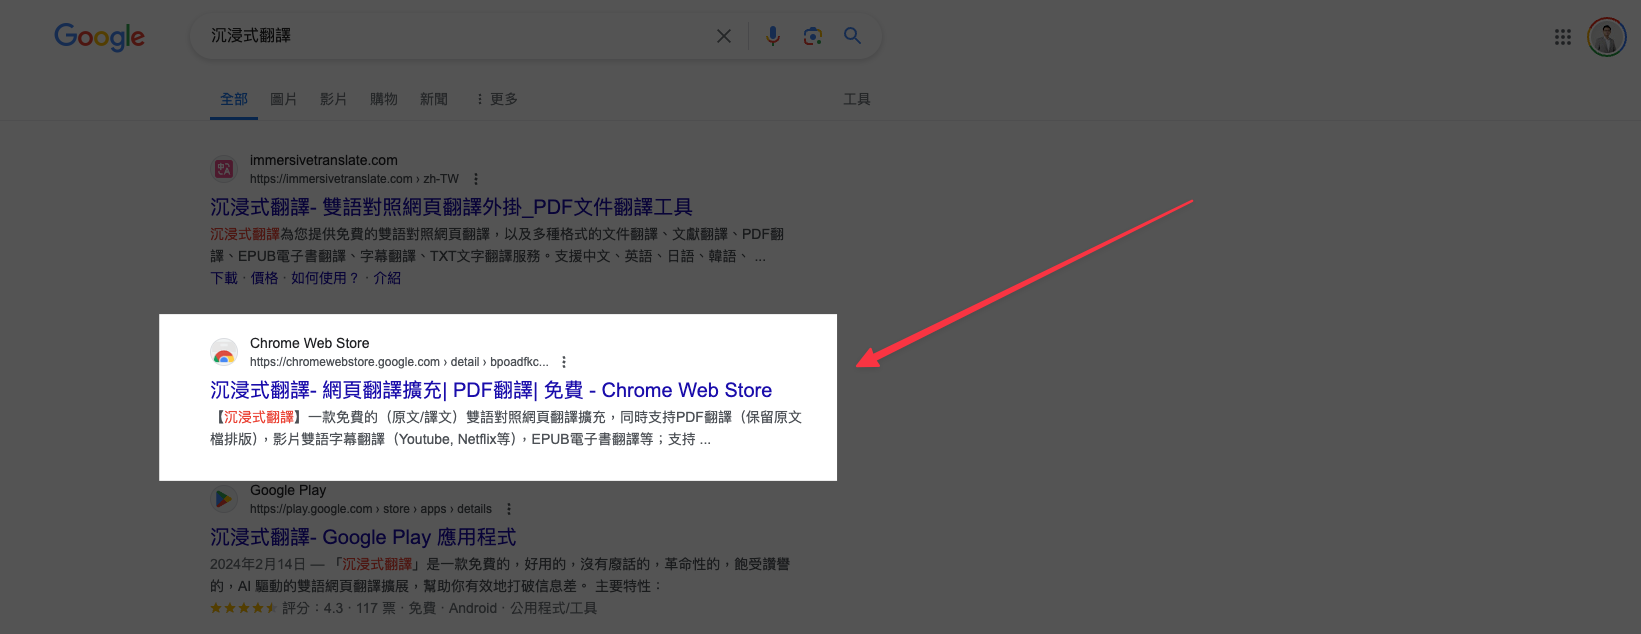 Google
沉浸式翻譯
全部 圖片 影片 購物 新聞 ⋮ 更多 工具
immersivetranslate.com
https://immersivetranslate.com › zh-TW
沉浸式翻譯- 雙語對照網頁翻譯外掛_PDF文件翻譯工具
沉浸式翻譯為您提供免費的雙語對照網頁翻譯，以及多種格式的文件翻譯、文獻翻譯、PDF翻
譯、EPUB電子書翻譯、字幕翻譯、TXT文字翻譯服務。支援中文、英語、日語、韓語、 ...
下載 · 價格 · 如何使用？ · 介紹
Chrome Web Store
https://chromewebstore.google.com › detail › bpoadfkc...
沉浸式翻譯- 網頁翻譯擴充| PDF翻譯| 免費 - Chrome Web Store
【沉浸式翻譯】一款免費的（原文/譯文）雙語對照網頁翻譯擴充，同時支持PDF翻譯（保留原文
檔排版），影片雙語字幕翻譯（Youtube, Netflix等），EPUB電子書翻譯等；支持 ...
Google Play
https://play.google.com › store › apps › details
沉浸式翻譯- Google Play 應用程式
2024年2月14日 — 「沉浸式翻譯」是一款免費的，好用的，沒有廢話的，革命性的，飽受讚譽
的，AI 驅動的雙語網頁翻譯擴展，幫助你有效地打破信息差。 主要特性：
評分：4.3 · 117 票 · 免費 · Android · 公用程式/工具